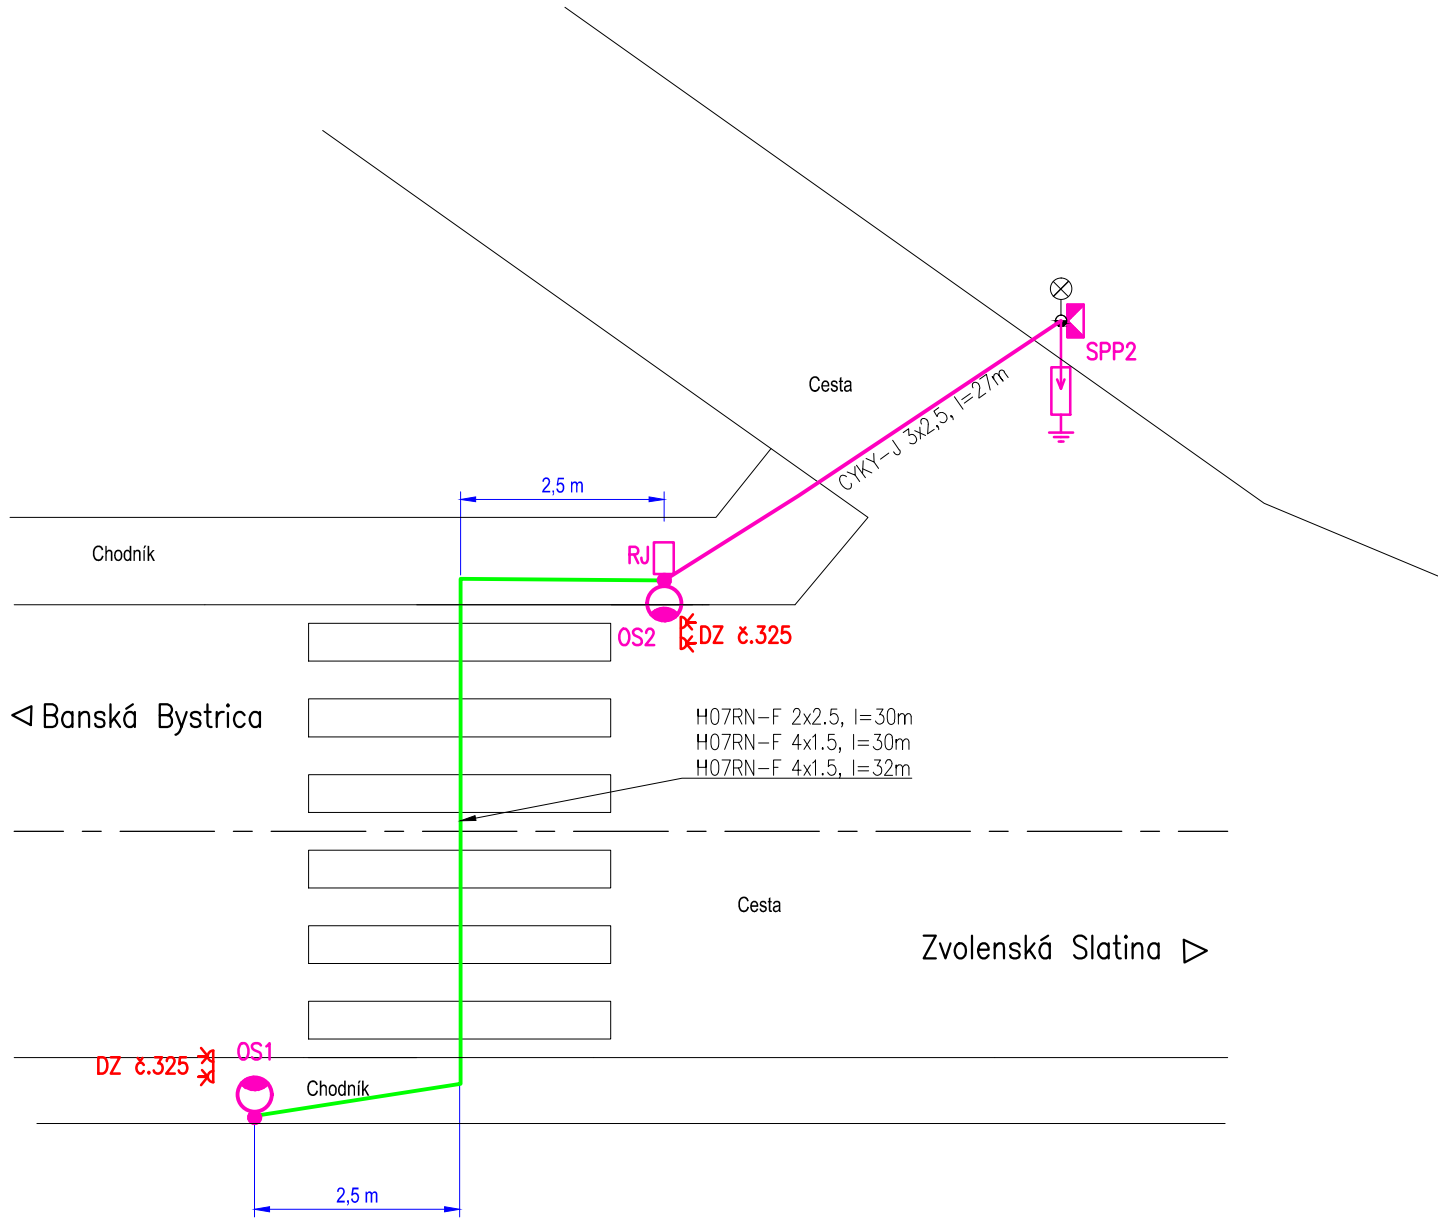 SPP2
Cesta
CYKY-J 3x2,5, l=27m
2,5 m
Chodník
RJ
OS2
DZ č.325
Banská Bystrica
H07RN-F 2x2.5, l=30m
H07RN-F 4x1.5, l=30m
H07RN-F 4x1.5, l=32m
Cesta
Zvolenská Slatina
OS1
DZ č.325
Chodník
2,5 m